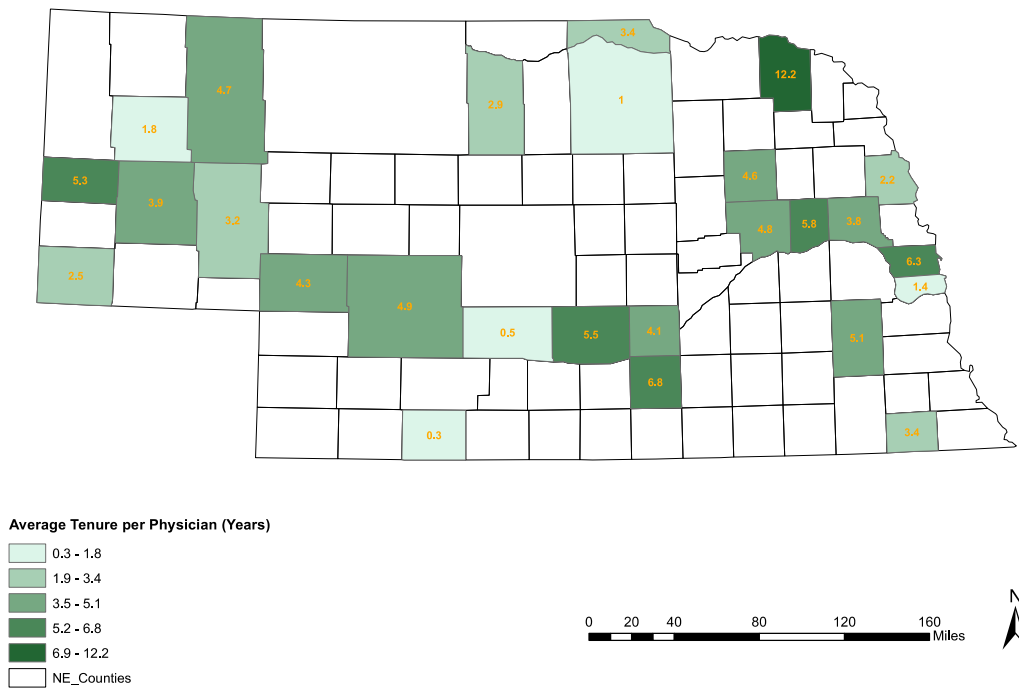 3.4
4.7
12.2
2.9
1
1.8
4.6
5.3
2.2
3.9
3.2
4.8
5.8
3.8
6.3
2.5
4.3
1.4
4.9
0.5
5.5
4.1
5.1
6.8
0.3
3.4
Average Tenure per Physician (Years)
0.3 - 1.8
1.9 - 3.4
3.5 - 5.1
5.2 - 6.8
6.9 - 12.2
NE_Counties
0 20 40 80 120 160
Miles
N